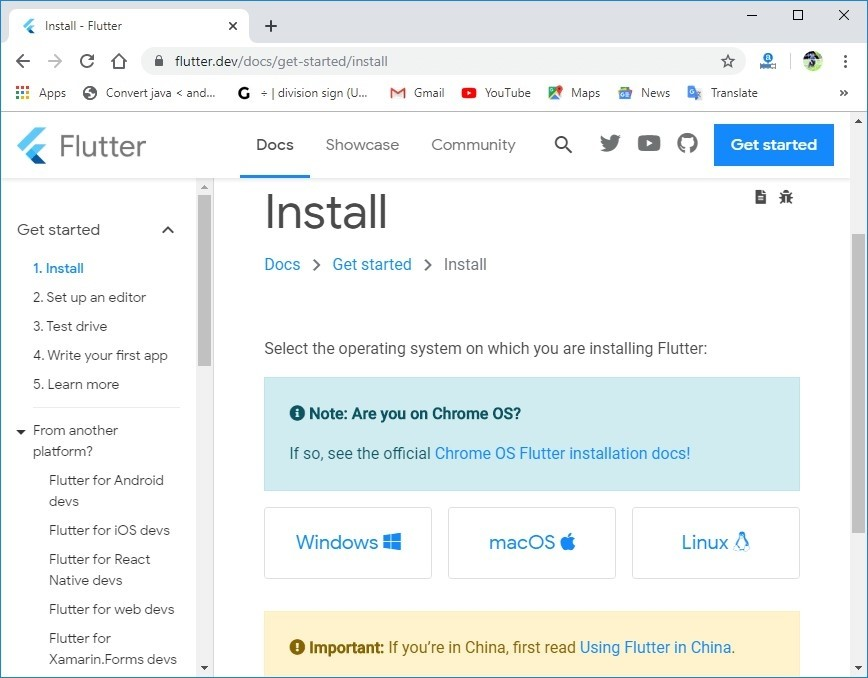 Install - Flutter
flutter.dev/docs/get-started/install
Apps Convert java < and... G ÷ | division sign (U... Gmail YouTube Maps News Translate »
Flutter Docs Showcase Community Get started
Get started
1. Install
2. Set up an editor
3. Test drive
4. Write your first app
5. Learn more
From another
platform?
Flutter for Android
devs
Flutter for iOS devs
Flutter for React
Native devs
Flutter for web devs
Flutter for
Xamarin.Forms devs
Install
Docs > Get started > Install
Select the operating system on which you are installing Flutter:
Note: Are you on Chrome OS?
If so, see the official Chrome OS Flutter installation docs!
Windows macOS Linux
Important: If you’re in China, first read Using Flutter in China.